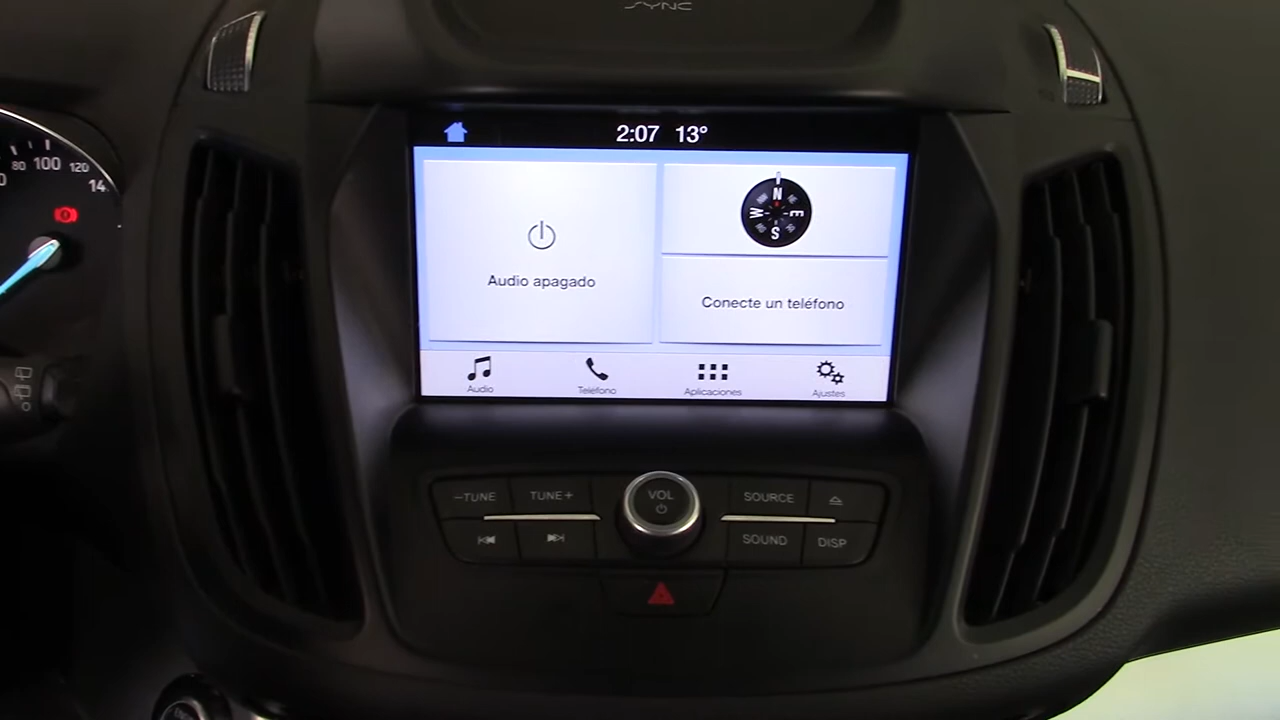 SYNC
2:07 13°
80 100 120
14
N
W E
S
Audio apagado
Conecte un teléfono
Audio Teléfono Aplicaciones Ajustes
−TUNE TUNE+ VOL SOURCE
SOUND DISP